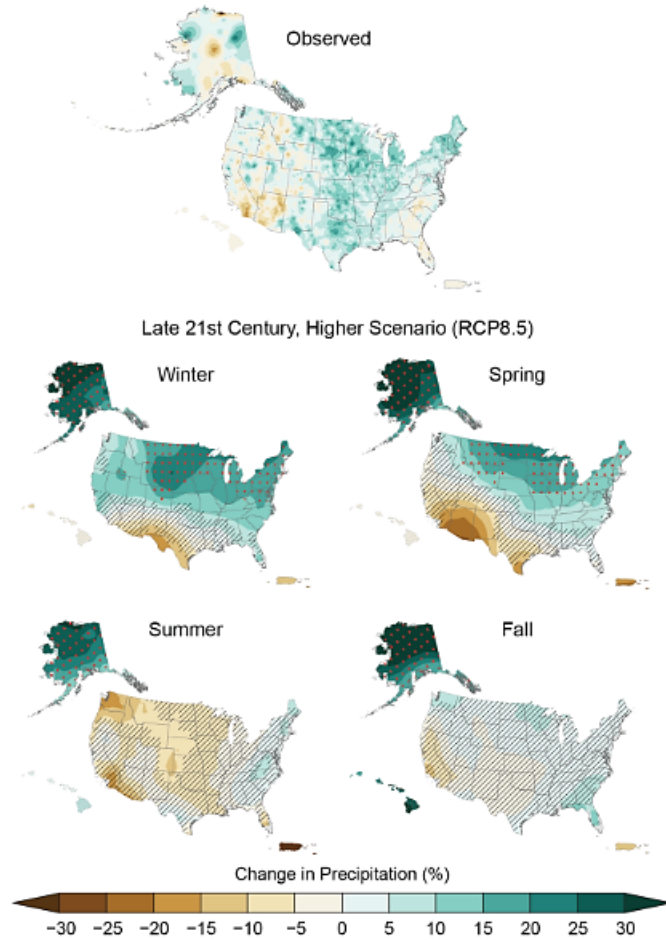 Observed
Late 21st Century, Higher Scenario (RCP8.5)
Winter
Spring
Summer
Fall
Change in Precipitation (%)
−30 −25 −20 −15 −10 −5 0 5 10 15 20 25 30